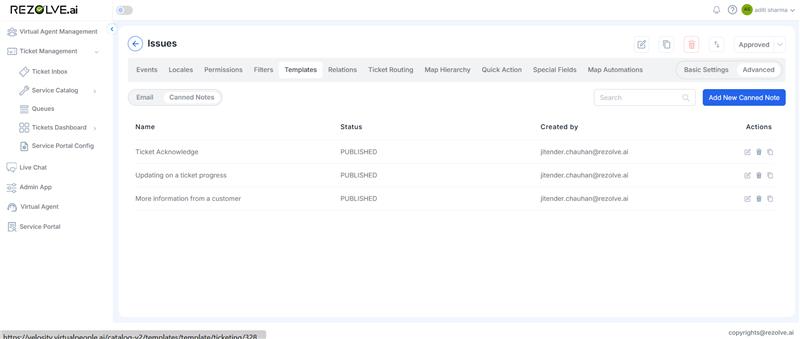 REZOLVE.ai
AS aditi sharma
Virtual Agent Management
Ticket Management
Ticket Inbox
Service Catalog
Queues
Tickets Dashboard
Service Portal Config
Live Chat
Admin App
Virtual Agent
Service Portal
Issues
Approved
Events Locales Permissions Filters Templates Relations Ticket Routing Map Hierarchy Quick Action Special Fields Map Automations Basic Settings Advanced
Email Canned Notes Search Add New Canned Note
Name Status Created by Actions
Ticket Acknowledge PUBLISHED jitender.chauhan@rezolve.ai
Updating on a ticket progress PUBLISHED jitender.chauhan@rezolve.ai
More information from a customer PUBLISHED jitender.chauhan@rezolve.ai
https://velosity.virtualpeople.ai/catalog-v2/templates/template/ticketing/328
copyrights@rezolve.ai